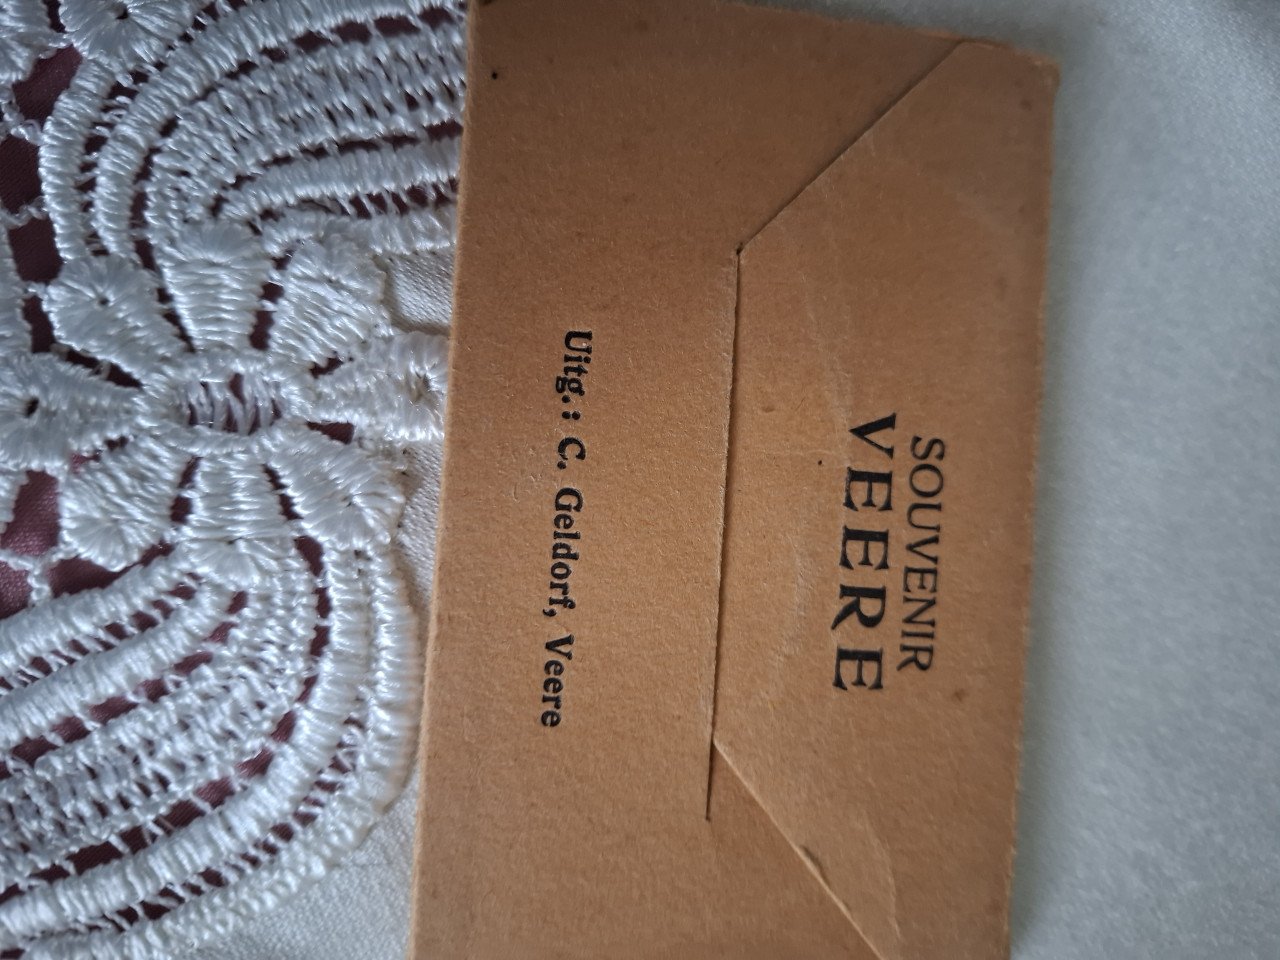 SOUVENIR
VEERE
Uitg.: C. Geldorf, Veere